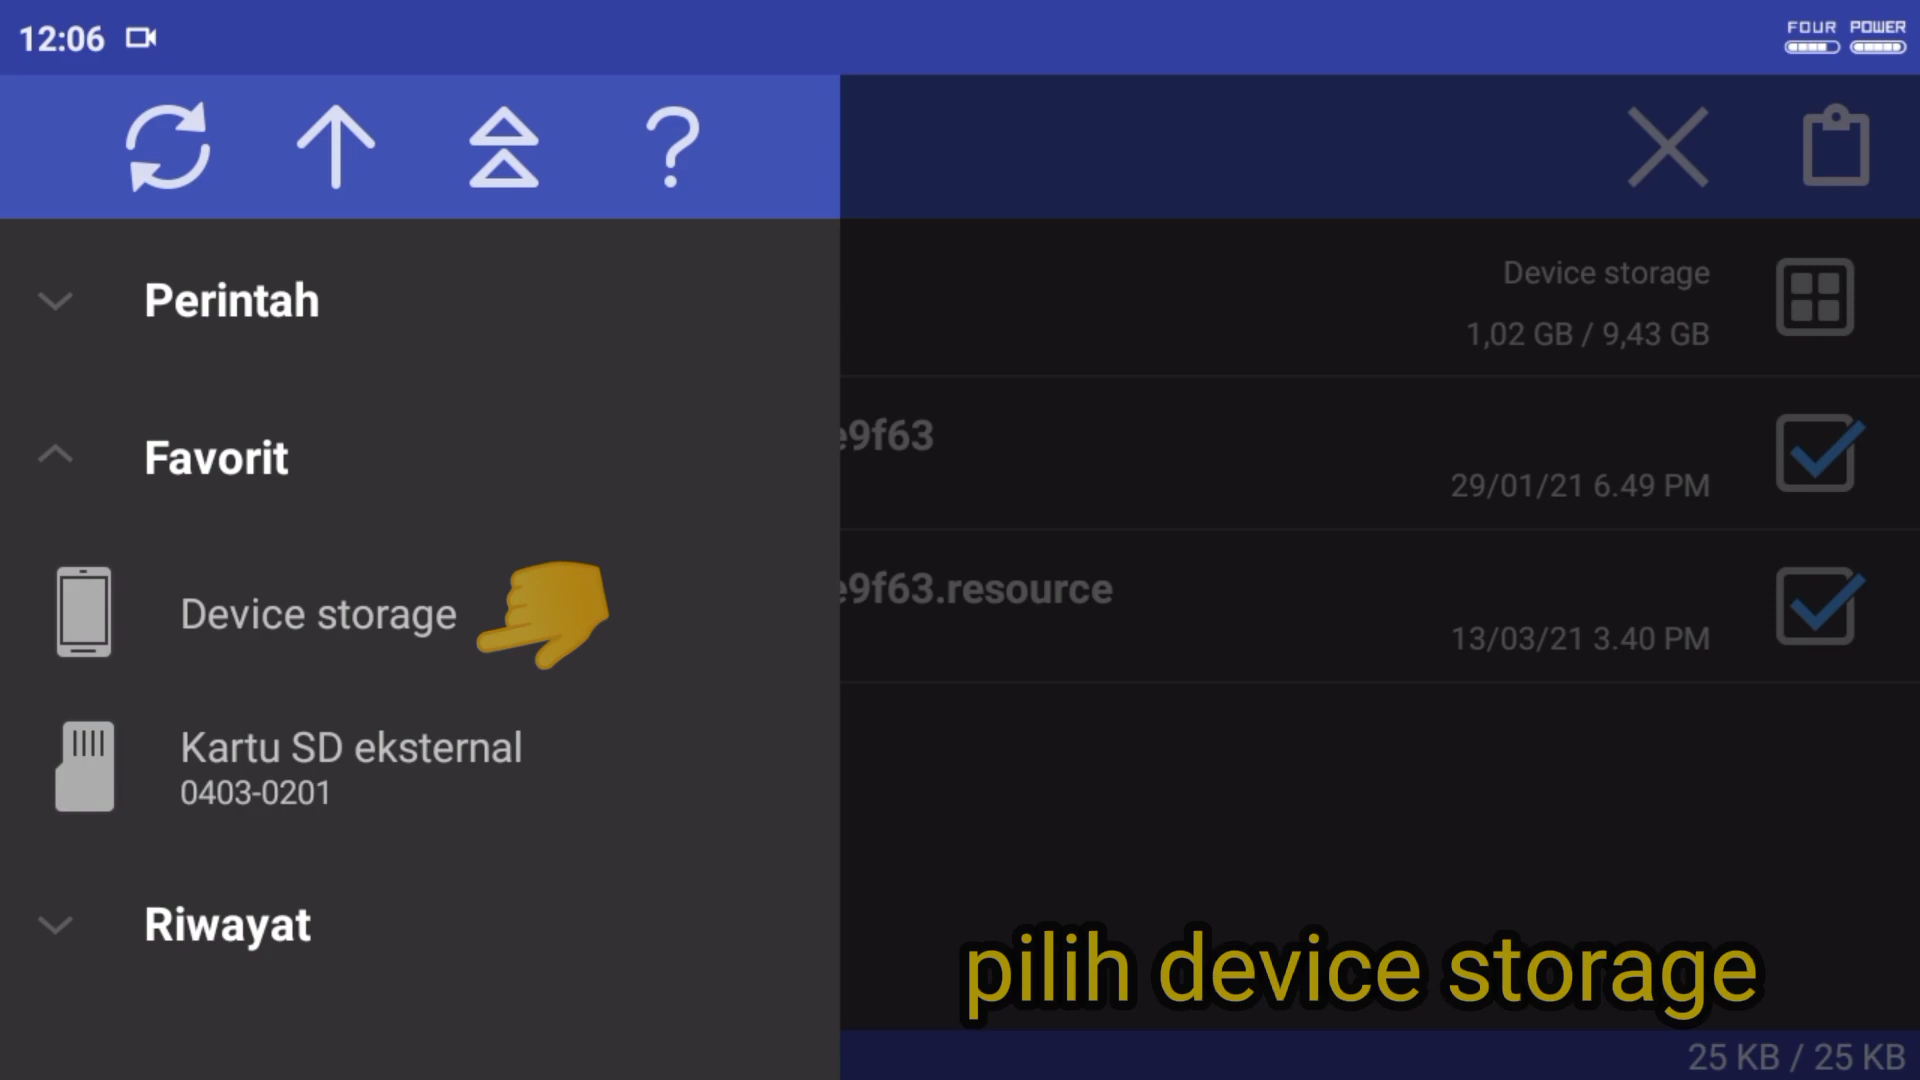 12:06
FOUR POWER
?
Perintah
Favorit
Device storage
Kartu SD eksternal
0403-0201
Riwayat
Device storage
1,02 GB / 9,43 GB
e9f63
29/01/21 6.49 PM
e9f63.resource
13/03/21 3.40 PM
pilih device storage
25 KB / 25 KB